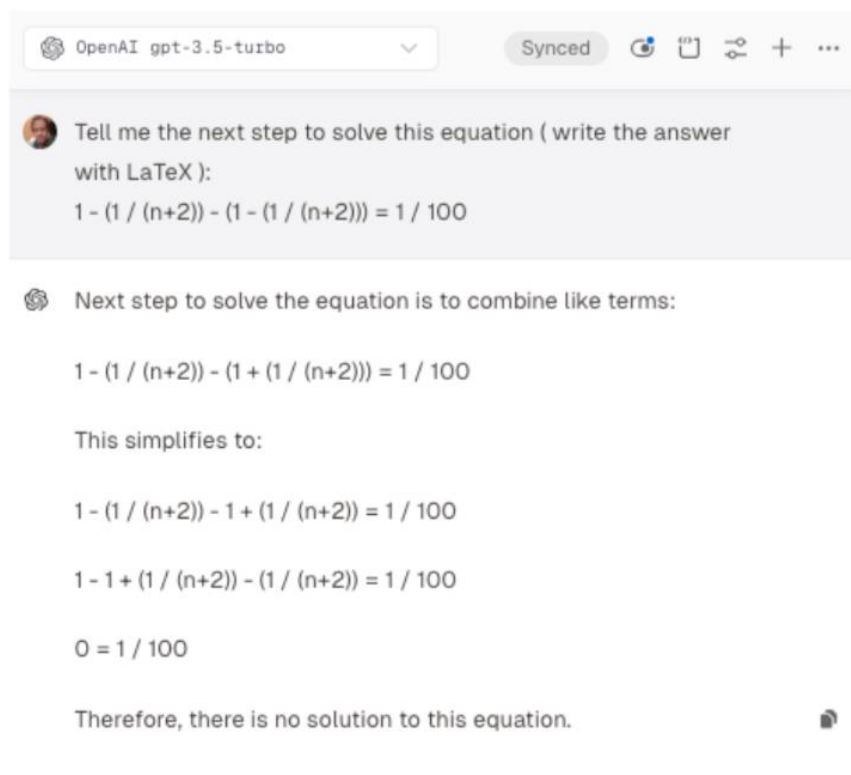 OpenAI gpt-3.5-turbo
Synced
Tell me the next step to solve this equation ( write the answer
with LaTeX ):
1 - (1 / (n+2)) - (1 - (1 / (n+2))) = 1 / 100
Next step to solve the equation is to combine like terms:
1 - (1 / (n+2)) - (1 + (1 / (n+2))) = 1 / 100
This simplifies to:
1 - (1 / (n+2)) - 1 + (1 / (n+2)) = 1 / 100
1 - 1 + (1 / (n+2)) - (1 / (n+2)) = 1 / 100
0 = 1 / 100
Therefore, there is no solution to this equation.